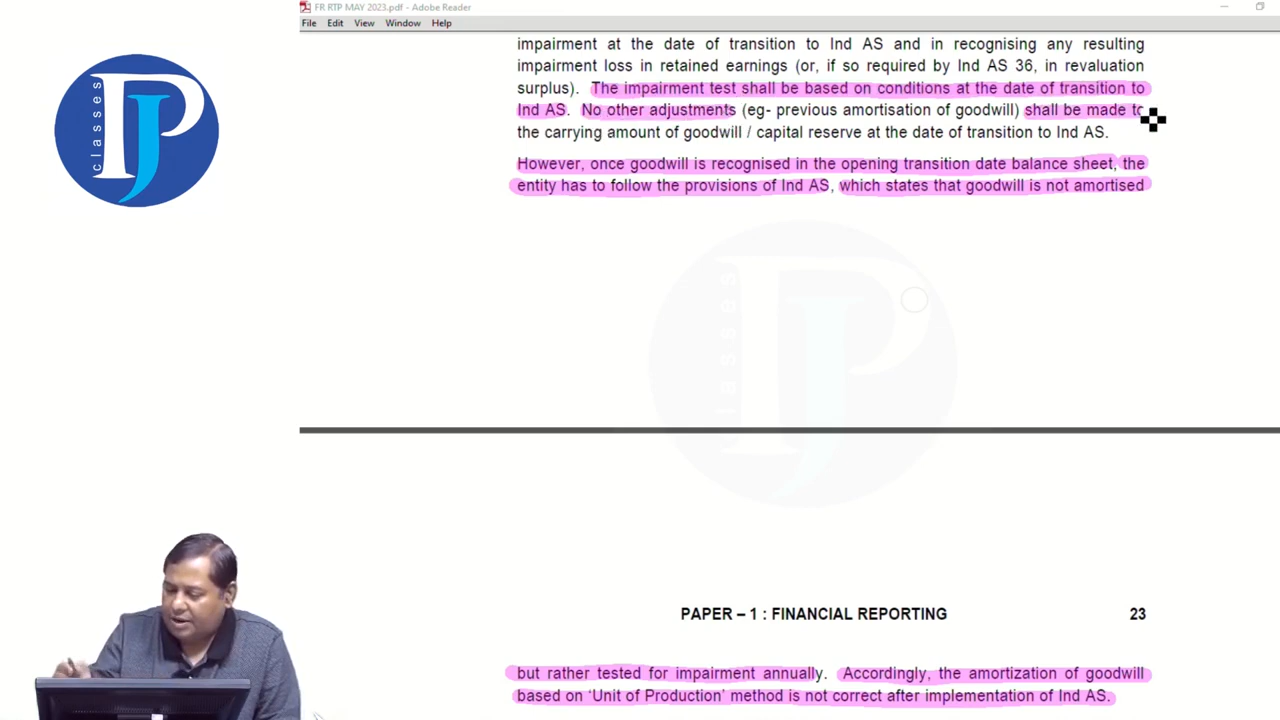 FR RTP MAY 2023.pdf - Adobe Reader
File Edit View Window Help
classes
PJ
impairment at the date of transition to Ind AS and in recognising any resulting
impairment loss in retained earnings (or, if so required by Ind AS 36, in revaluation
surplus). The impairment test shall be based on conditions at the date of transition to
Ind AS. No other adjustments (eg- previous amortisation of goodwill) shall be made to
the carrying amount of goodwill / capital reserve at the date of transition to Ind AS.
However, once goodwill is recognised in the opening transition date balance sheet, the
entity has to follow the provisions of Ind AS, which states that goodwill is not amortised
PAPER – 1 : FINANCIAL REPORTING 23
but rather tested for impairment annually. Accordingly, the amortization of goodwill
based on ‘Unit of Production’ method is not correct after implementation of Ind AS.